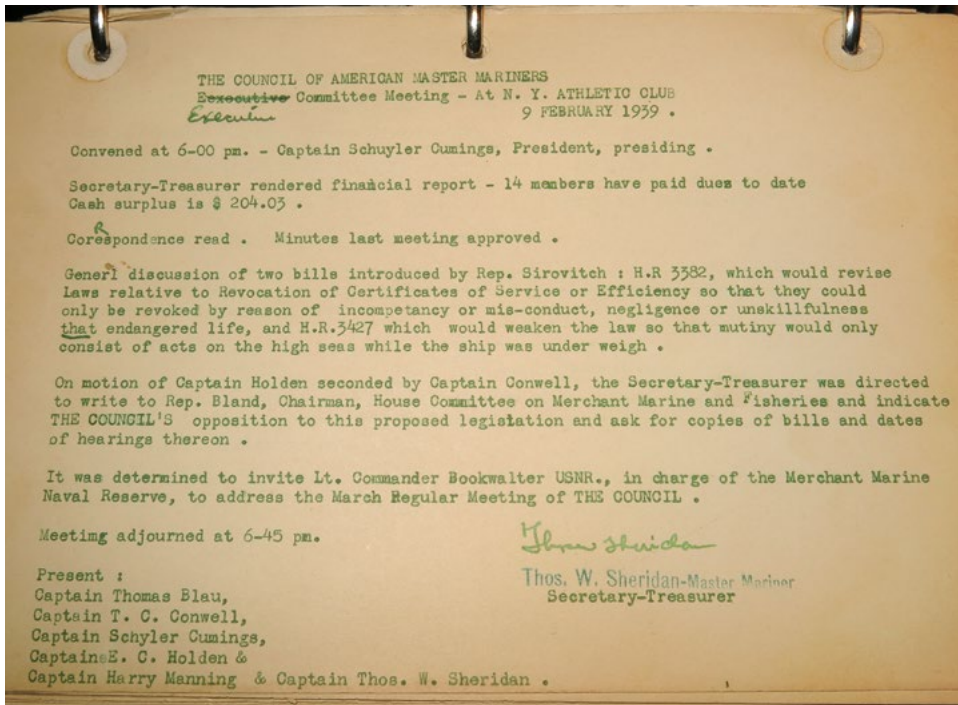 THE COUNCIL OF AMERICAN MASTER MARINERS
Eexecutive Committee Meeting - At N. Y. ATHLETIC CLUB
Executive
9 FEBRUARY 1939 .
Convened at 6-00 pm. - Captain Schuyler Cumings, President, presiding .
Secretary-Treasurer rendered financial report - 14 members have paid dues to date
Cash surplus is $ 204.03 .
R
Corespondence read . Minutes last meeting approved .
Generl discussion of two bills introduced by Rep. Sirovitch : H.R 3382, which would revise
Laws relative to Revocation of Certificates of Service or Efficiency so that they could
only be revoked by reason of incompetancy or mis-conduct, negligence or unskillfulness
that endangered life, and H.R.3427 which would weaken the law so that mutiny would only
consist of acts on the high seas while the ship was under weigh .
On motion of Captain Holden seconded by Captain Conwell, the Secretary-Treasurer was directed
to write to Rep. Bland, Chairman, House Committee on Merchant Marine and Fisheries and indicate
THE COUNCIL'S opposition to this proposed legistation and ask for copies of bills and dates
of hearings thereon .
It was determined to invite Lt. Commander Bookwalter USNR., in charge of the Merchant Marine
Naval Reserve, to address the March Regular Meeting of THE COUNCIL .
Meetimg adjourned at 6-45 pm.
Thos. W. Sheridan-Master Mariner
Secretary-Treasurer
Present :
Captain Thomas Blau,
Captain T. C. Conwell,
Captain Schyler Cumings,
Captain E. C. Holden &
Captain Harry Manning & Captain Thos. W. Sheridan .